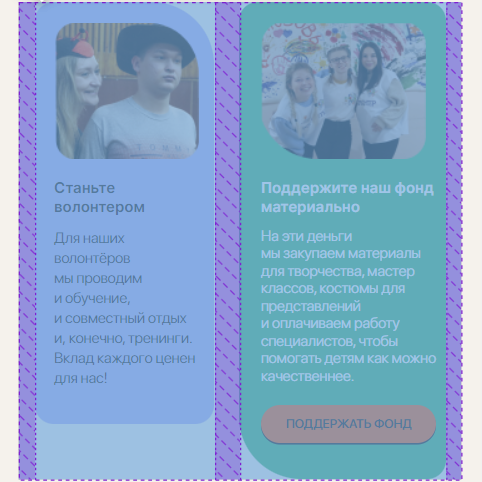 ТОММУ
Станьте
волонтером
Для наших
волонтёров
мы проводим
и обучение,
и совместный отдых
и, конечно, тренинги.
Вклад каждого ценен
для нас!
Поддержите наш фонд
материально
На эти деньги
мы закупаем материалы
для творчества, мастер
классов, костюмы для
представлений
и оплачиваем работу
специалистов, чтобы
помогать детям как можно
качественнее.
ПОДДЕРЖАТЬ ФОНД